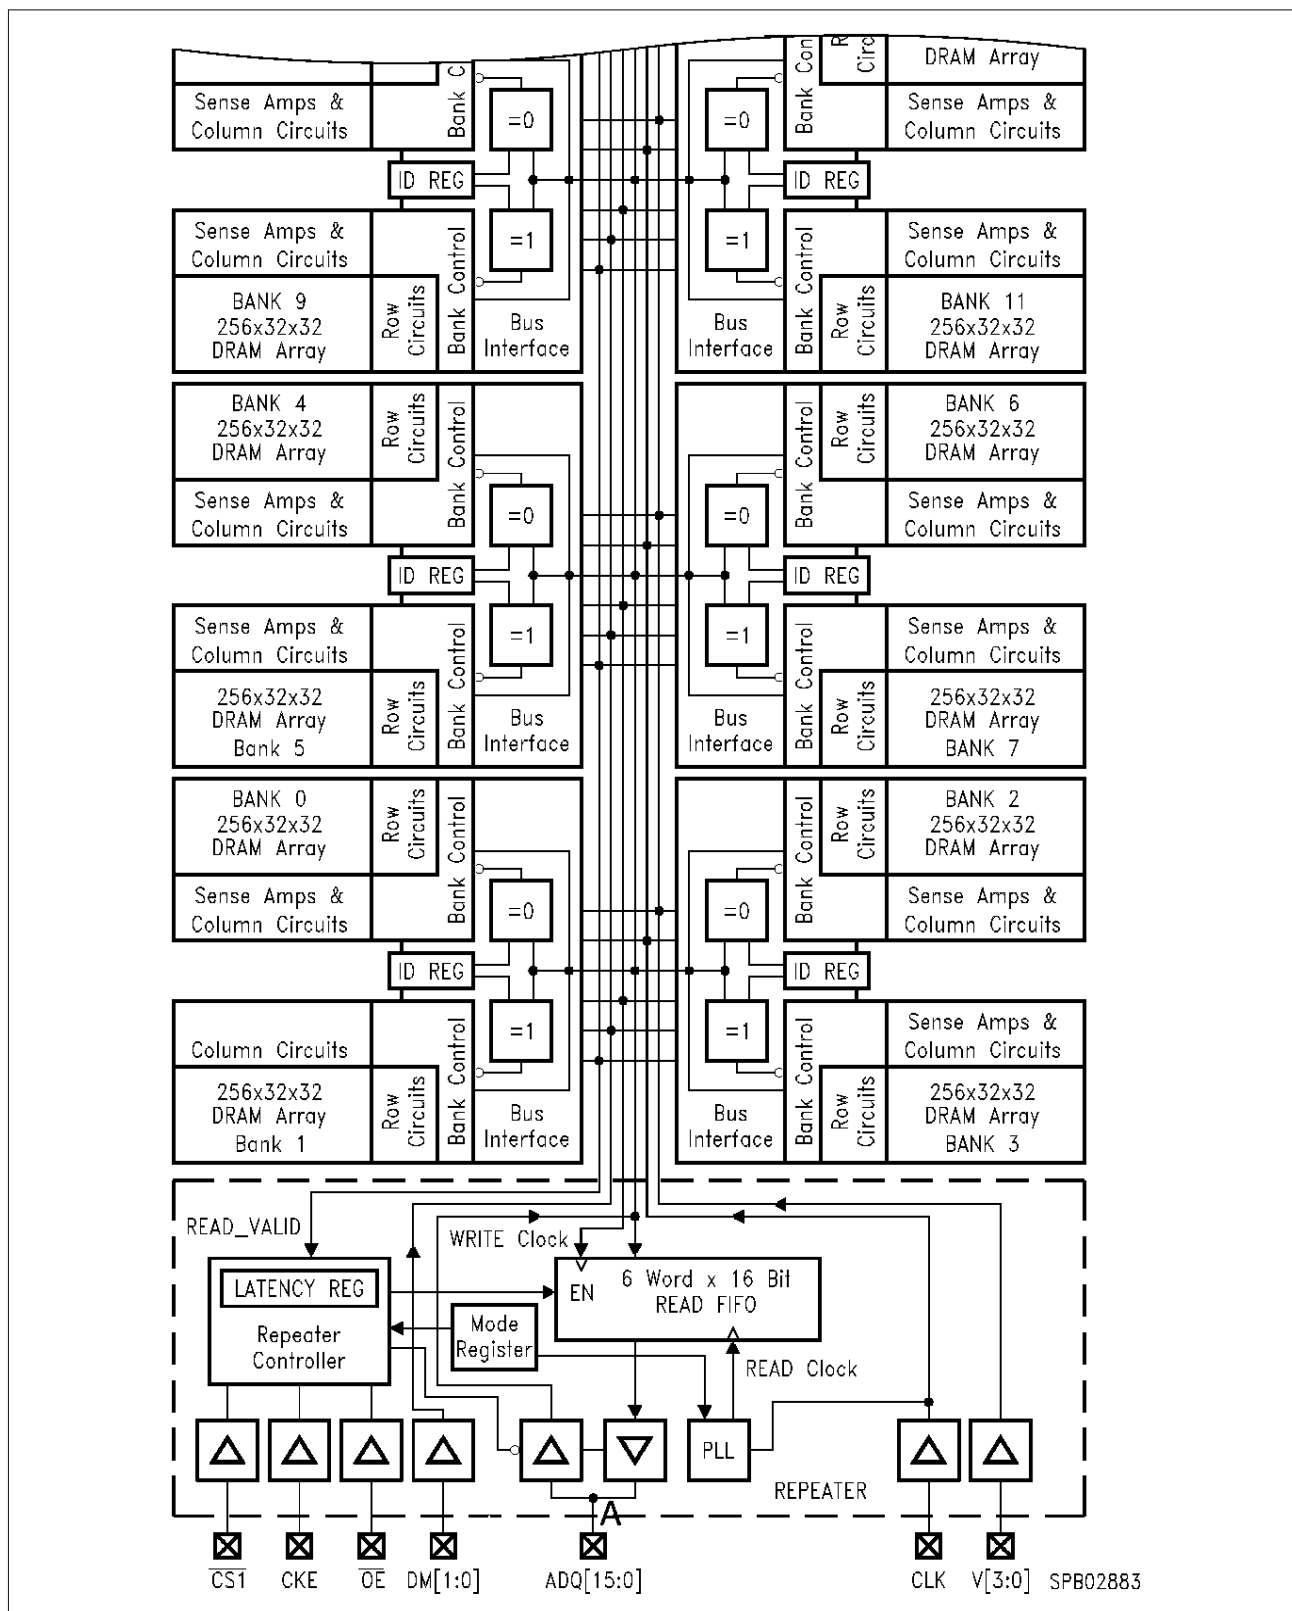 Sense Amps &
Column Circuits
Bank C
=0
=0
Bank Con
R
Circ
DRAM Array
Sense Amps &
Column Circuits
ID REG
ID REG
Sense Amps &
Column Circuits
BANK 9
256x32x32
DRAM Array
Row
Circuits
Bank Control
=1
Bus
Interface
=1
Bus
Interface
Bank Control
Row
Circuits
Sense Amps &
Column Circuits
BANK 11
256x32x32
DRAM Array
BANK 4
256x32x32
DRAM Array
Sense Amps &
Column Circuits
Row
Circuits
Bank Control
=0
=0
Bank Control
Row
Circuits
BANK 6
256x32x32
DRAM Array
Sense Amps &
Column Circuits
ID REG
ID REG
Sense Amps &
Column Circuits
256x32x32
DRAM Array
Bank 5
Row
Circuits
Bank Control
=1
Bus
Interface
=1
Bus
Interface
Bank Control
Row
Circuits
Sense Amps &
Column Circuits
256x32x32
DRAM Array
BANK 7
BANK 0
256x32x32
DRAM Array
Sense Amps &
Column Circuits
Row
Circuits
Bank Control
=0
=0
Bank Control
Row
Circuits
BANK 2
256x32x32
DRAM Array
Sense Amps &
Column Circuits
ID REG
ID REG
Column Circuits
256x32x32
DRAM Array
Bank 1
Row
Circuits
Bank Control
=1
Bus
Interface
=1
Bus
Interface
Bank Control
Row
Circuits
Sense Amps &
Column Circuits
256x32x32
DRAM Array
BANK 3
READ_VALID
WRITE Clock
LATENCY REG
Repeater
Controller
Mode
Register
EN
6 Word x 16 Bit
READ FIFO
READ Clock
PLL
REPEATER
A
CS1
CKE
OE
DM[1:0]
ADQ[15:0]
CLK
V[3:0]
SPB02883